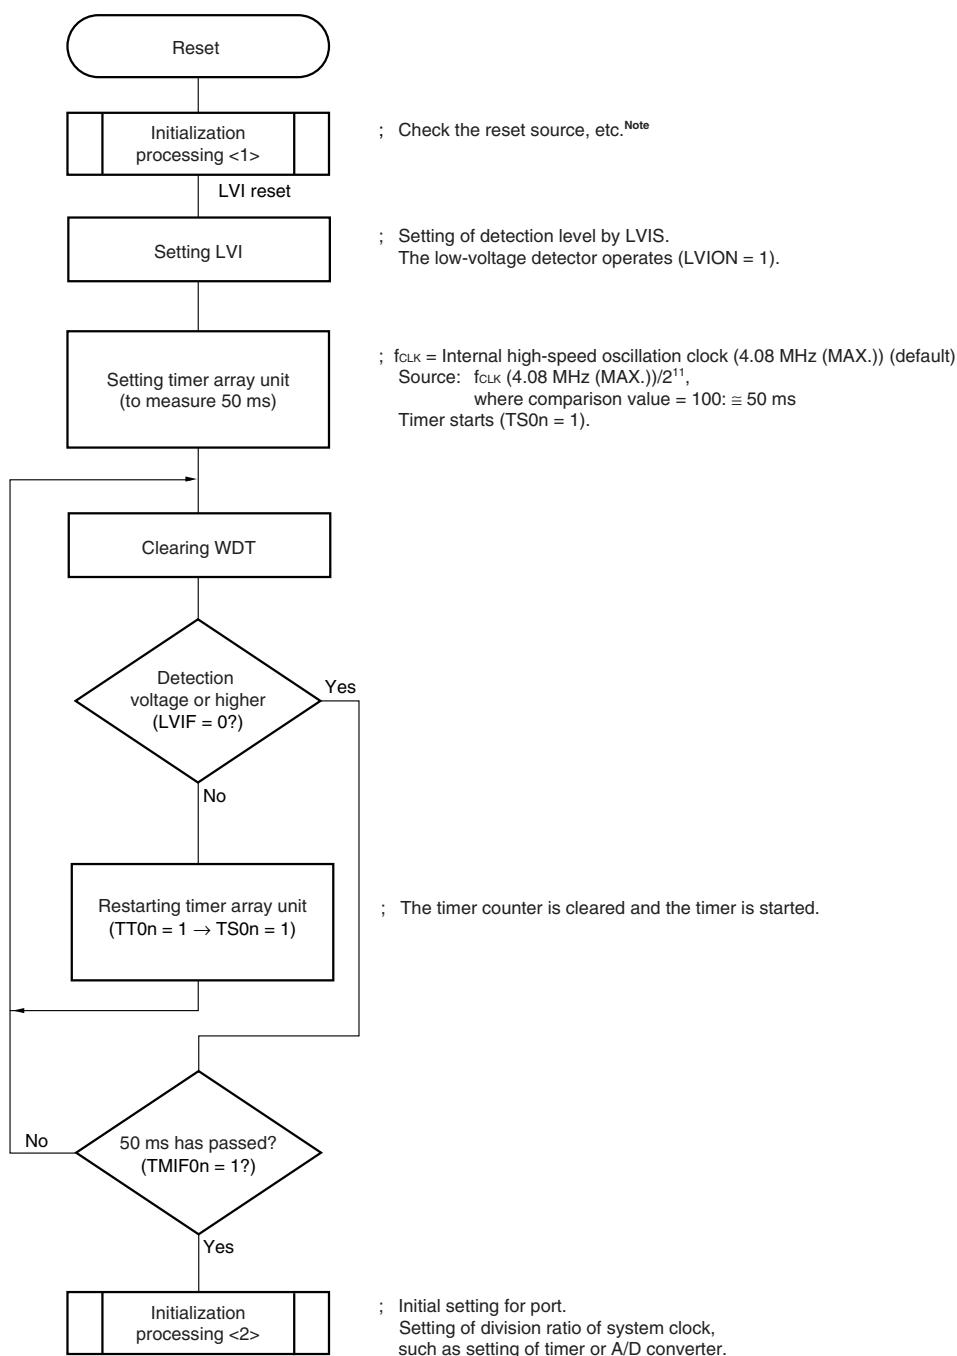 Reset
Initialization
processing <1>
; Check the reset source, etc.Note
LVI reset
Setting LVI
; Setting of detection level by LVIS.
The low-voltage detector operates (LVION = 1).
Setting timer array unit
(to measure 50 ms)
; fCLK = Internal high-speed oscillation clock (4.08 MHz (MAX.)) (default)
Source: fCLK (4.08 MHz (MAX.))/2¹¹,
where comparison value = 100: ≅ 50 ms
Timer starts (TS0n = 1).
Clearing WDT
Detection
voltage or higher
(LVIF = 0?)
Yes
No
Restarting timer array unit
(TT0n = 1 → TS0n = 1)
; The timer counter is cleared and the timer is started.
No
50 ms has passed?
(TMIF0n = 1?)
Yes
Initialization
processing <2>
; Initial setting for port.
Setting of division ratio of system clock,
such as setting of timer or A/D converter.